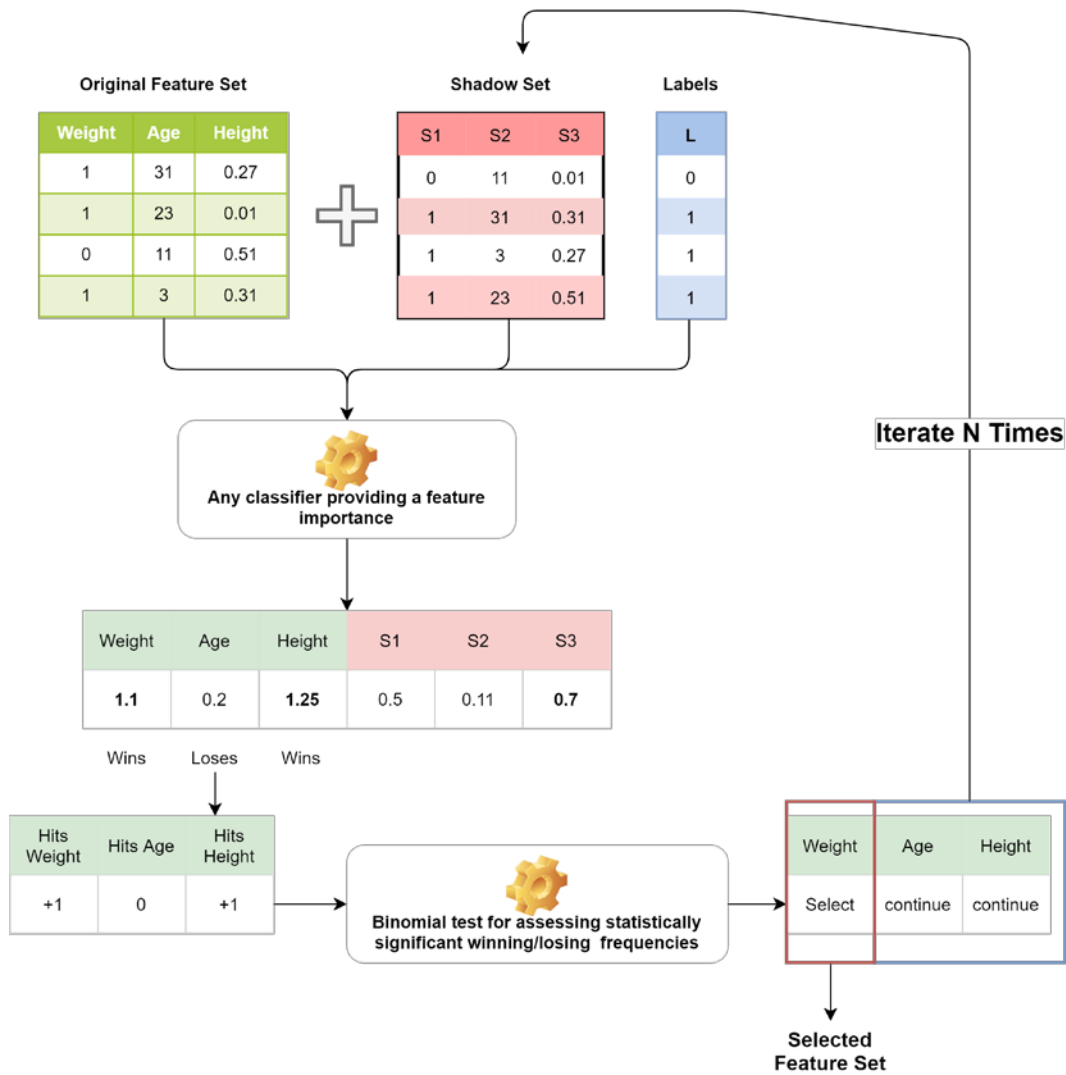 Original Feature Set
Shadow Set
Labels
Weight Age Height
1 31 0.27
1 23 0.01
0 11 0.51
1 3 0.31
S1 S2 S3
0 11 0.01
1 31 0.31
1 3 0.27
1 23 0.51
L
0
1
1
1
Iterate N Times
Any classifier providing a feature
importance
Weight Age Height S1 S2 S3
1.1 0.2 1.25 0.5 0.11 0.7
Wins Loses Wins
Hits
Weight
Hits Age
Hits
Height
+1 0 +1
Binomial test for assessing statistically
significant winning/losing frequencies
Weight Age Height
Select continue continue
Selected
Feature Set